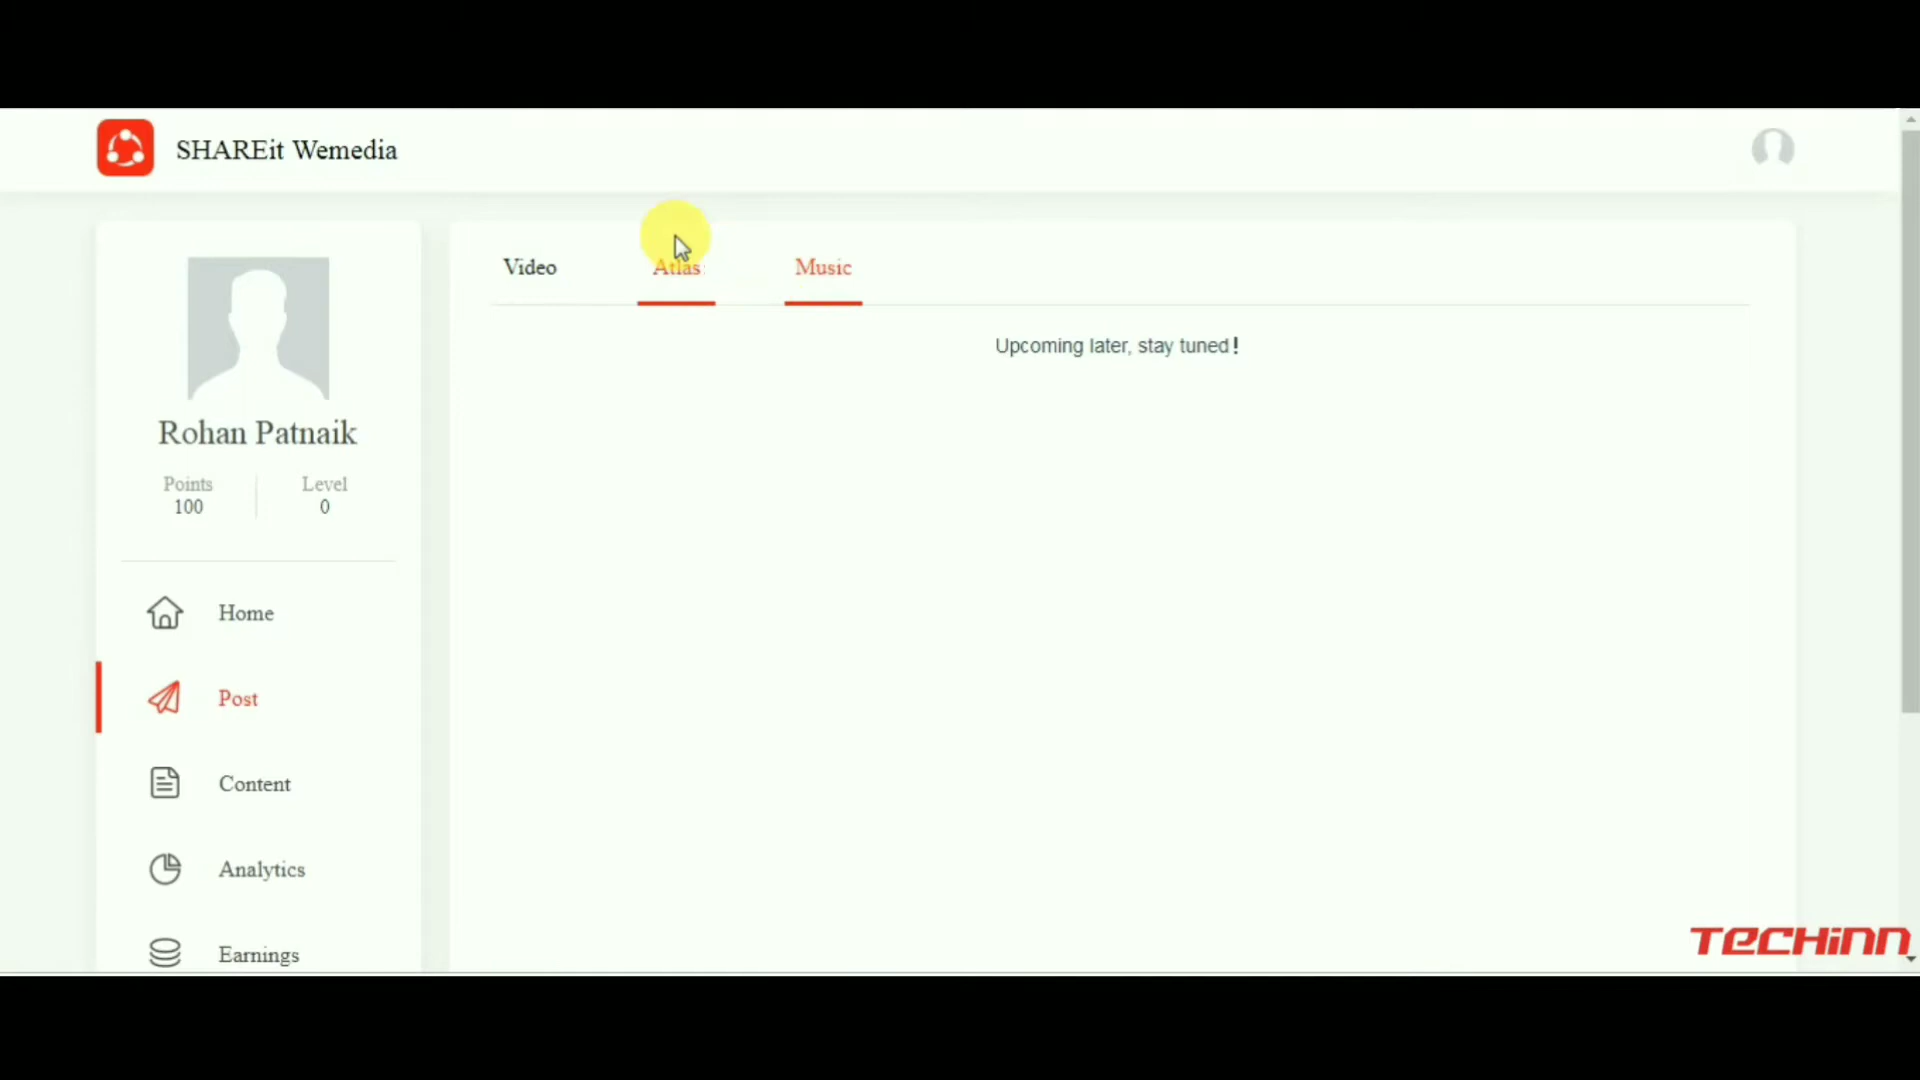 SHAREit Wemedia
Video Atlas Music
Upcoming later, stay tuned!
Rohan Patnaik
Points Level
100 0
Home
Post
Content
Analytics
Earnings
TECHiNN